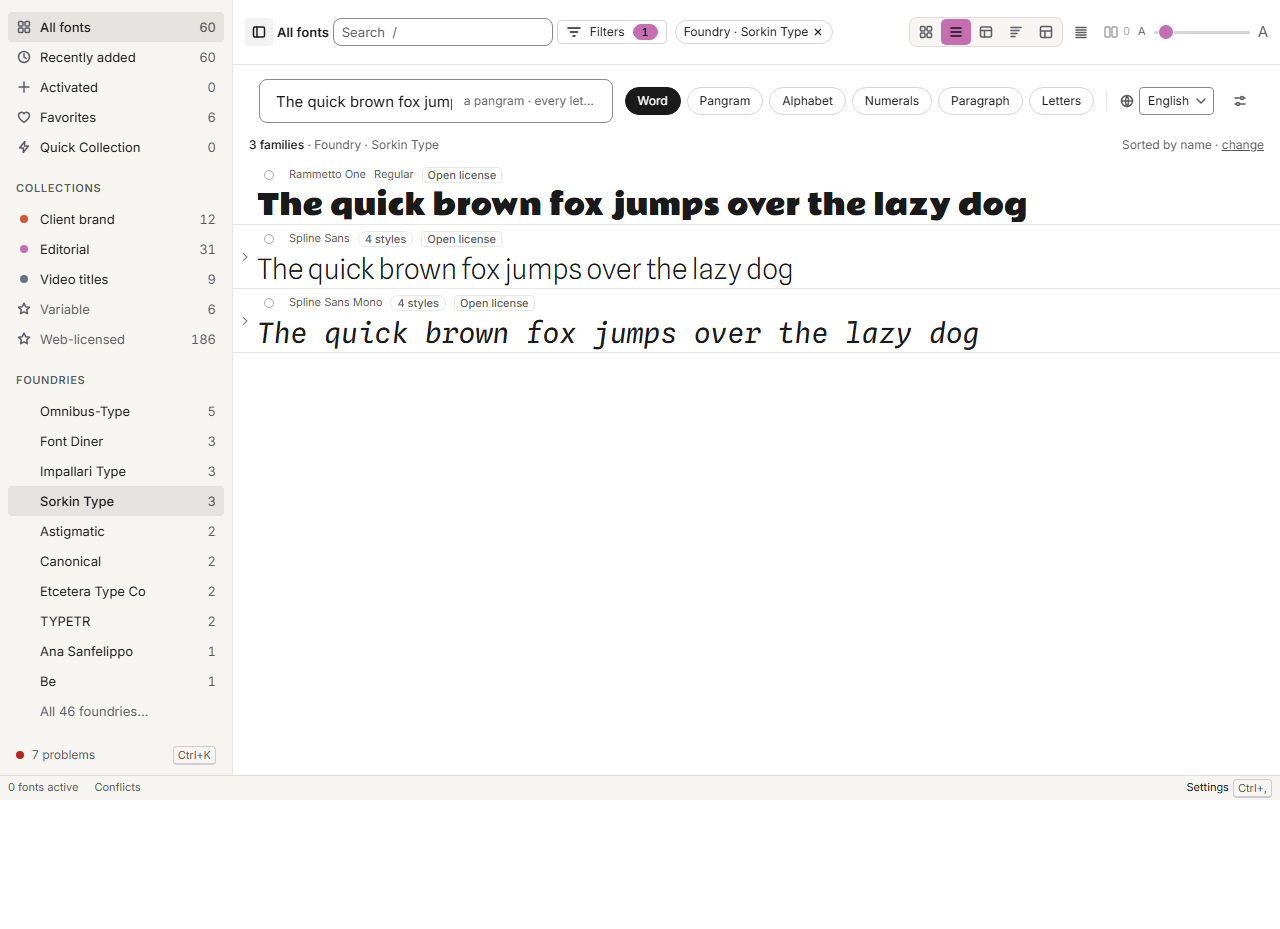 All fonts 60
Recently added 60
Activated 0
Favorites 6
Quick Collection 0
COLLECTIONS
Client brand 12
Editorial 31
Video titles 9
Variable 6
Web-licensed 186
FOUNDRIES
Omnibus-Type 5
Font Diner 3
Impallari Type 3
Sorkin Type 3
Astigmatic 2
Canonical 2
Etcetera Type Co 2
TYPETR 2
Ana Sanfelippo 1
Be 1
All 46 foundries...
7 problems Ctrl+K
All fonts Search / Filters 1 Foundry · Sorkin Type × 0 A A
The quick brown fox jump a pangram · every let... Word Pangram Alphabet Numerals Paragraph Letters English
3 families · Foundry · Sorkin Type Sorted by name · change
Rammetto One Regular Open license
The quick brown fox jumps over the lazy dog
Spline Sans 4 styles Open license
The quick brown fox jumps over the lazy dog
Spline Sans Mono 4 styles Open license
The quick brown fox jumps over the lazy dog
0 fonts active Conflicts Settings Ctrl+,